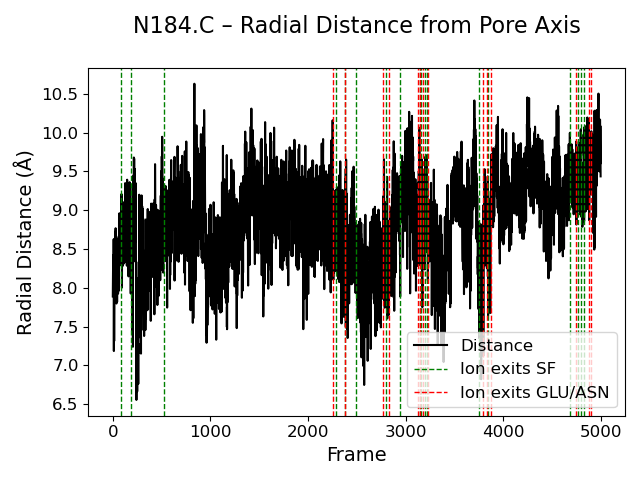 N184.C – Radial Distance from Pore Axis
Radial Distance (Å)
10.5
10.0
9.5
9.0
8.5
8.0
7.5
7.0
6.5
Distance
Ion exits SF
Ion exits GLU/ASN
0
1000
2000
3000
4000
5000
Frame